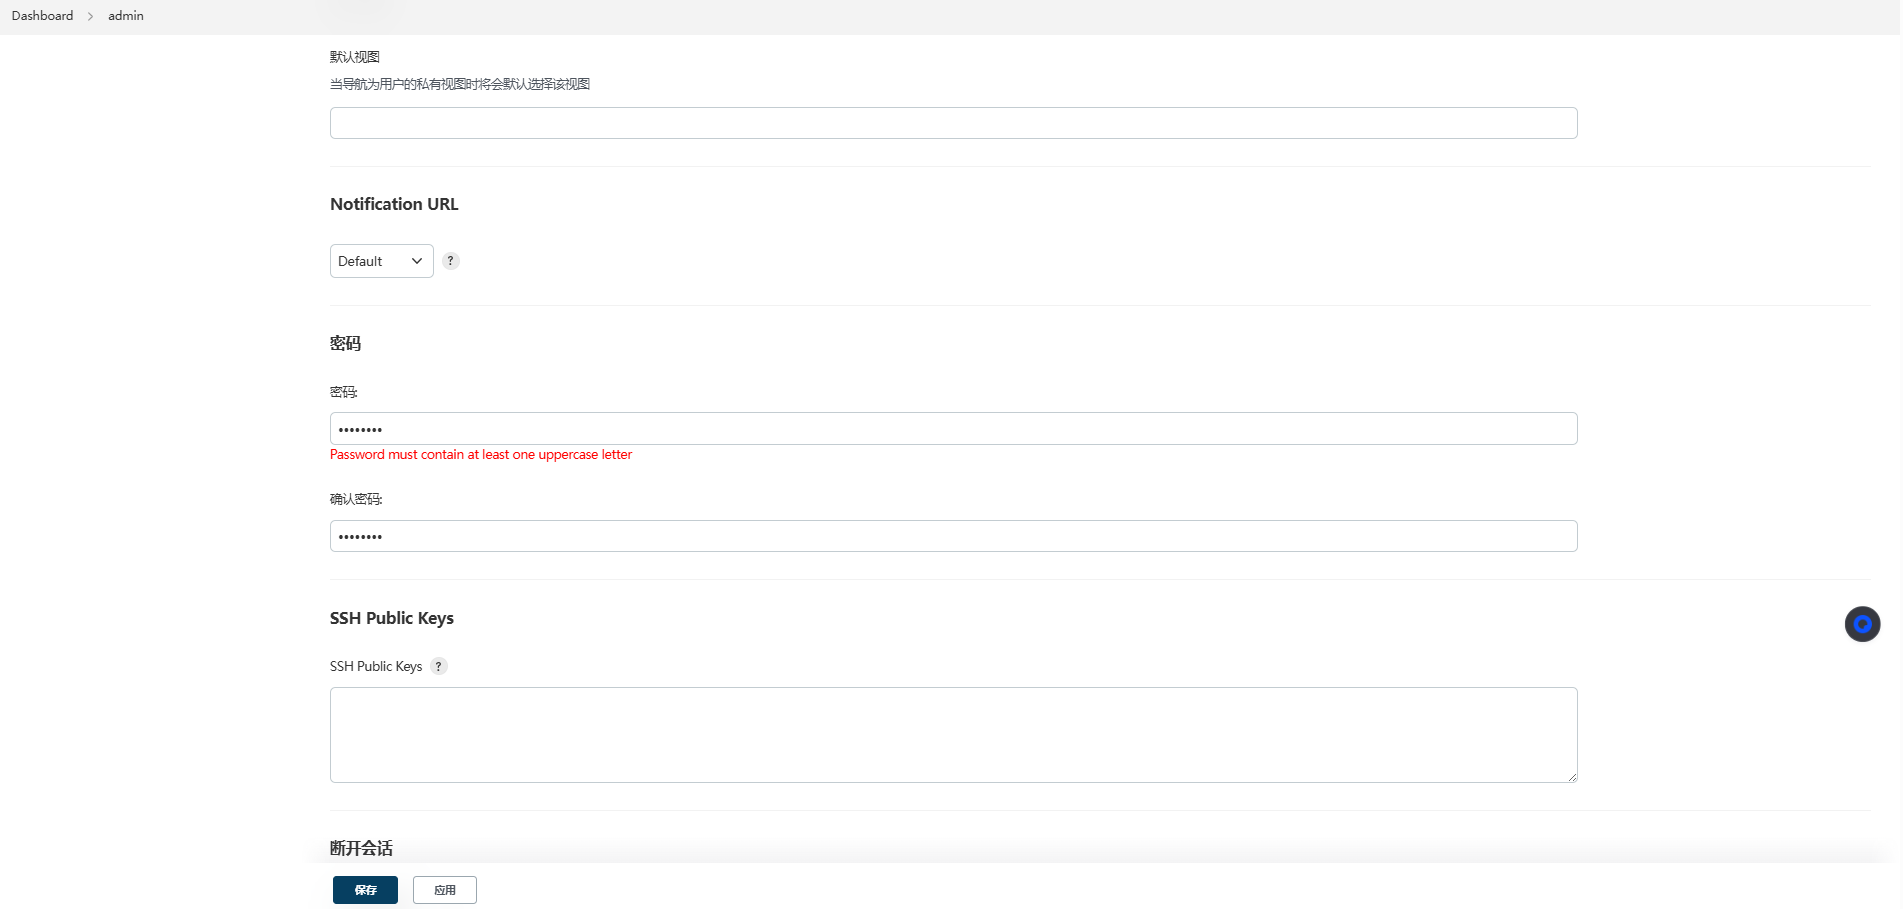 Dashboard > admin
默认视图
当导航为用户的私有视图时将会默认选择该视图
Notification URL
Default ?
密码
密码:
••••••••
Password must contain at least one uppercase letter
确认密码:
••••••••
SSH Public Keys
SSH Public Keys ?
断开会话
保存 应用